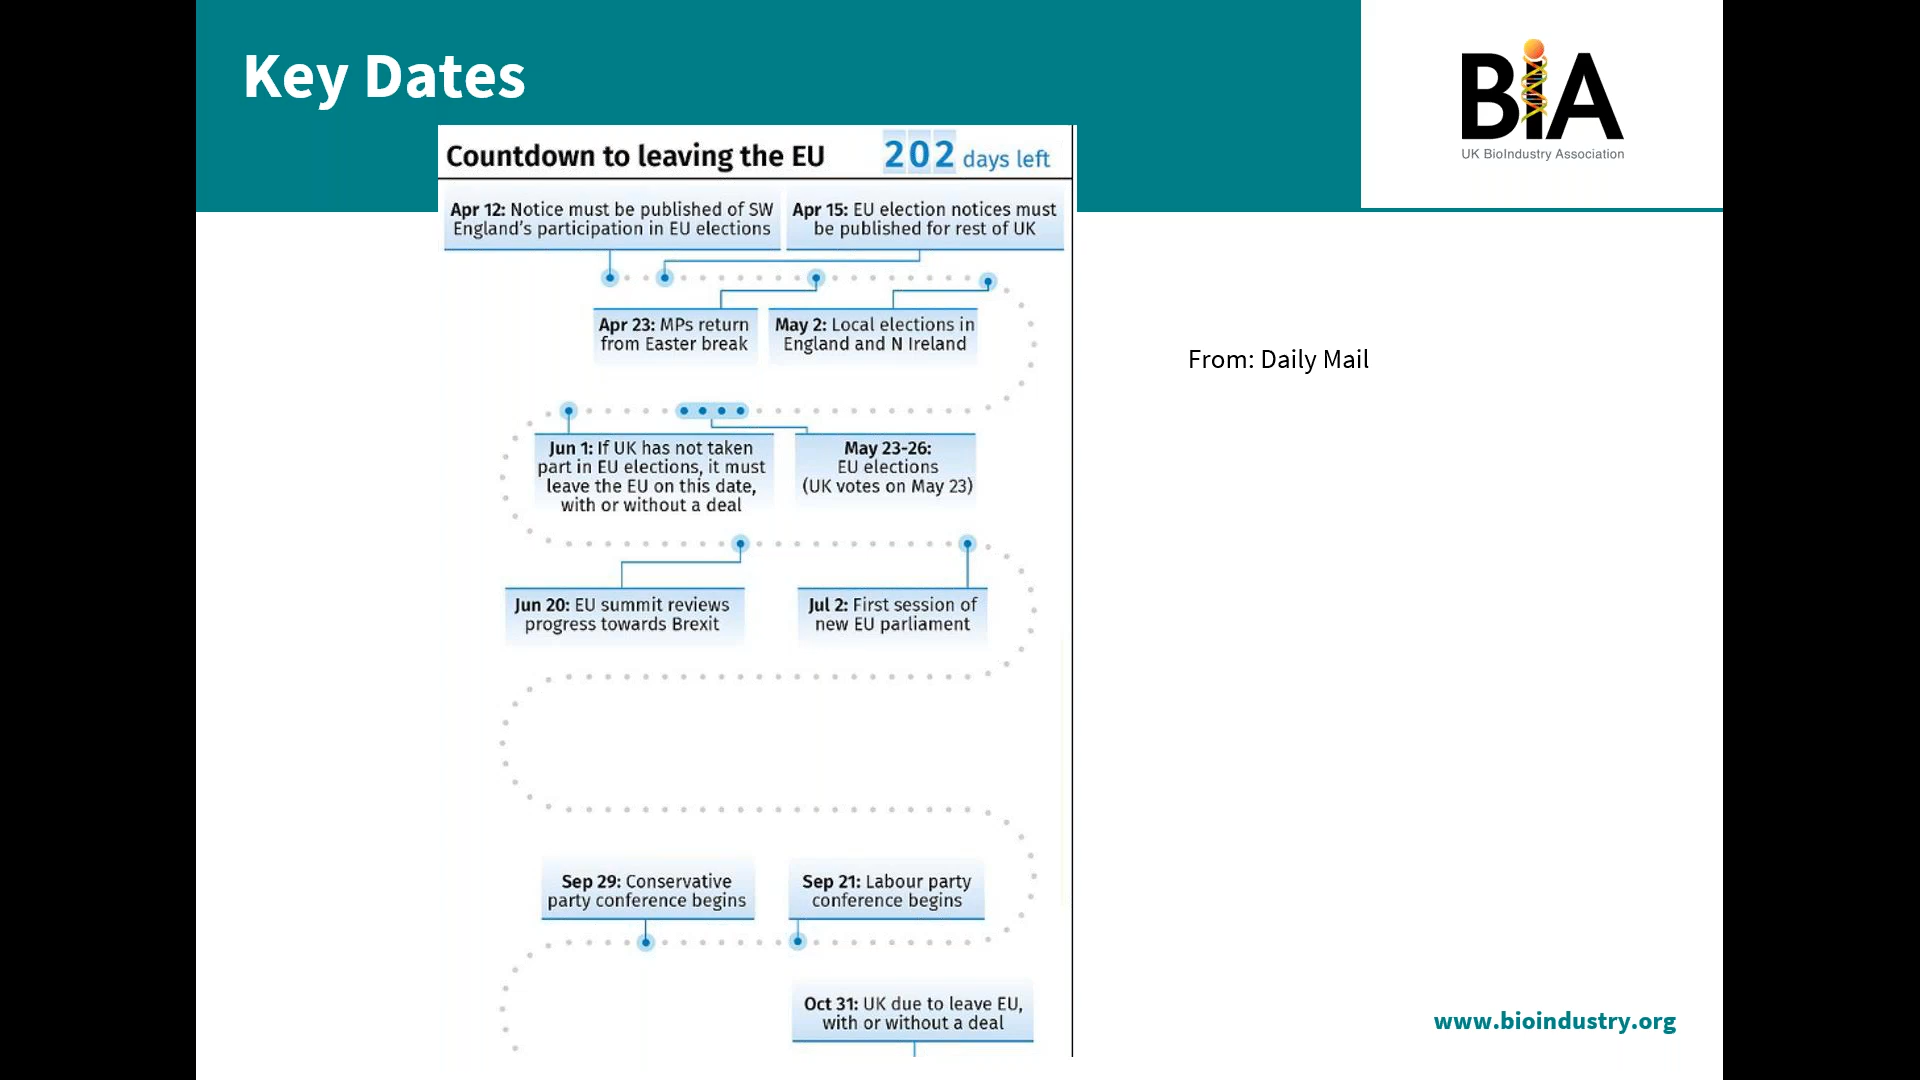 Key Dates
BiA
UK BioIndustry Association
Countdown to leaving the EU
202 days left
Apr 12: Notice must be published of SW
England's participation in EU elections
Apr 15: EU election notices must
be published for rest of UK
Apr 23: MPs return
from Easter break
May 2: Local elections in
England and N Ireland
From: Daily Mail
Jun 1: If UK has not taken
part in EU elections, it must
leave the EU on this date,
with or without a deal
May 23-26:
EU elections
(UK votes on May 23)
Jun 20: EU summit reviews
progress towards Brexit
Jul 2: First session of
new EU parliament
Sep 29: Conservative
party conference begins
Sep 21: Labour party
conference begins
Oct 31: UK due to leave EU,
with or without a deal
www.bioindustry.org